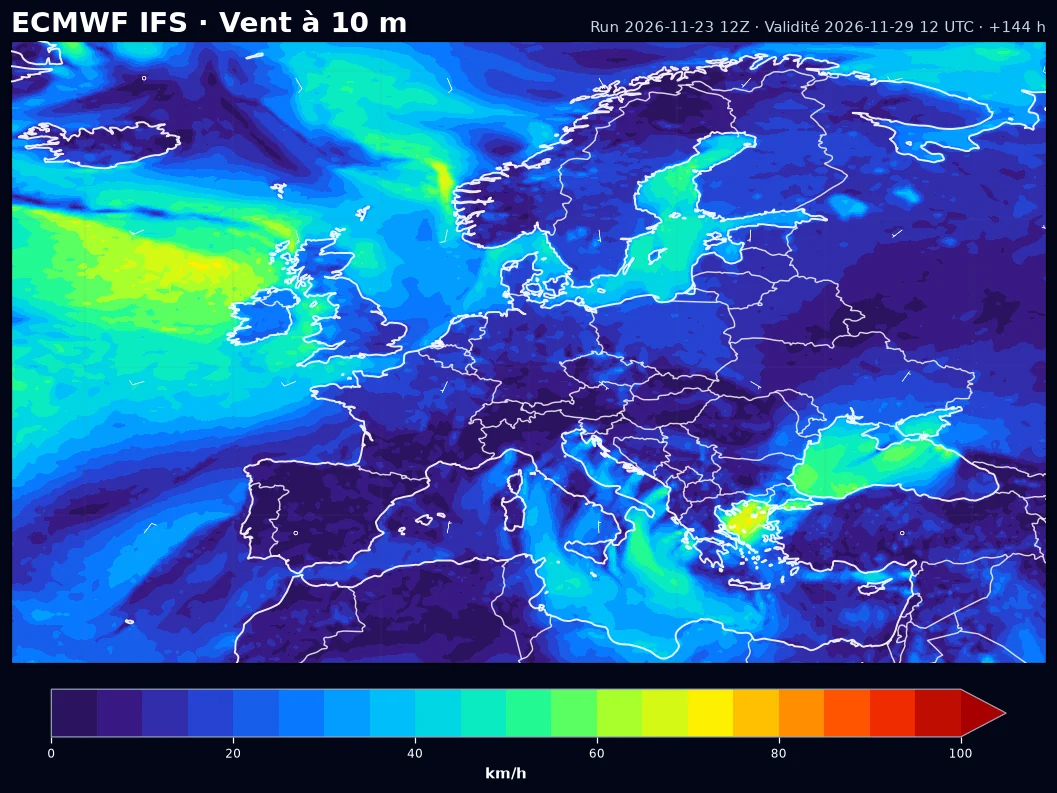 ECMWF IFS · Vent à 10 m
Run 2026-11-23 12Z · Validité 2026-11-29 12 UTC · +144 h
0 20 40 60 80 100
km/h